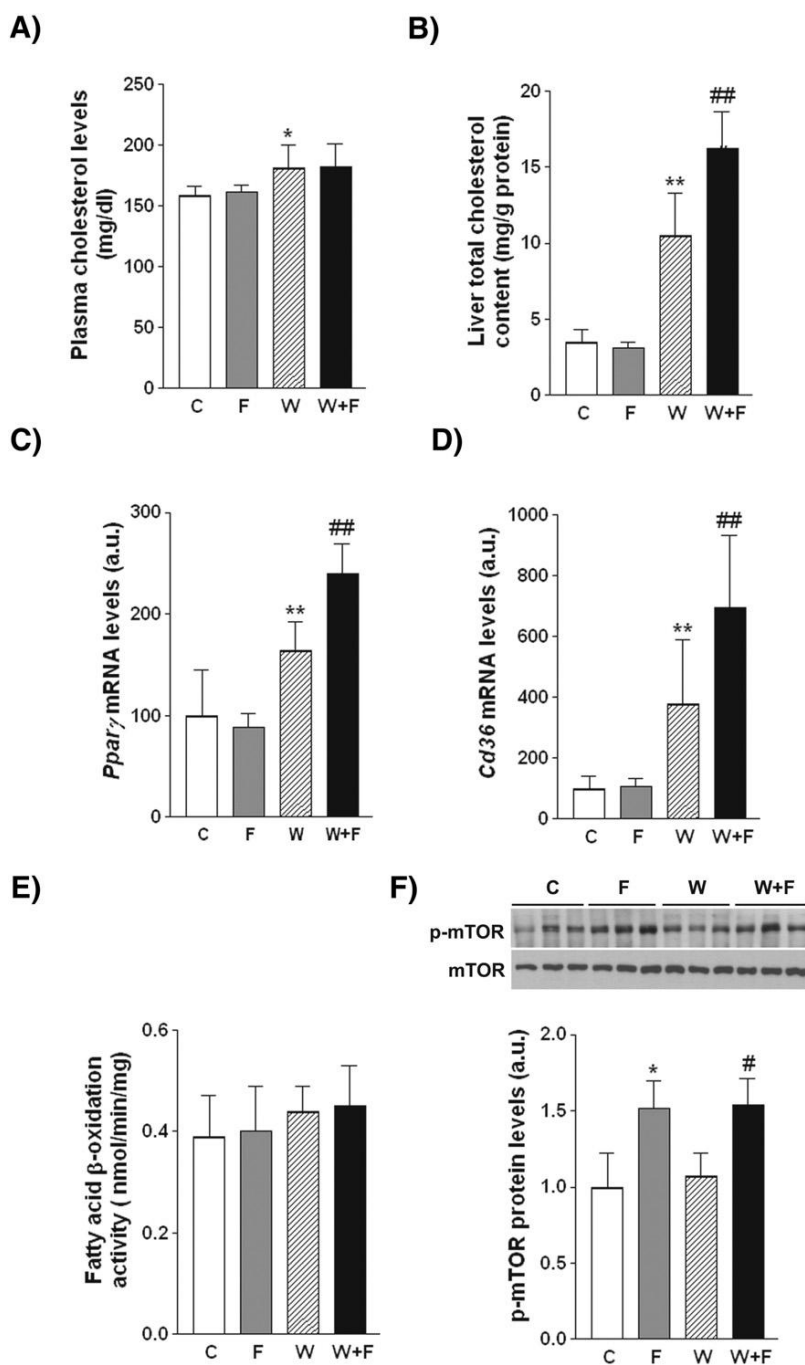 A)
Plasma cholesterol levels
(mg/dl)
250
200
150
100
50
0
*
C F W W+F
B)
Liver total cholesterol
content (mg/g protein)
20
15
10
5
0
**
##
C F W W+F
C)
Pparγ mRNA levels (a.u.)
300
200
100
0
**
##
C F W W+F
D)
Cd36 mRNA levels (a.u.)
1000
800
600
400
200
0
**
##
C F W W+F
E)
Fatty acid β-oxidation
activity ( nmol/min/mg)
0.6
0.4
0.2
0.0
C F W W+F
F)
C F W W+F
p-mTOR
mTOR
p-mTOR protein levels (a.u.)
2.0
1.5
1.0
0.5
0.0
*
#
C F W W+F